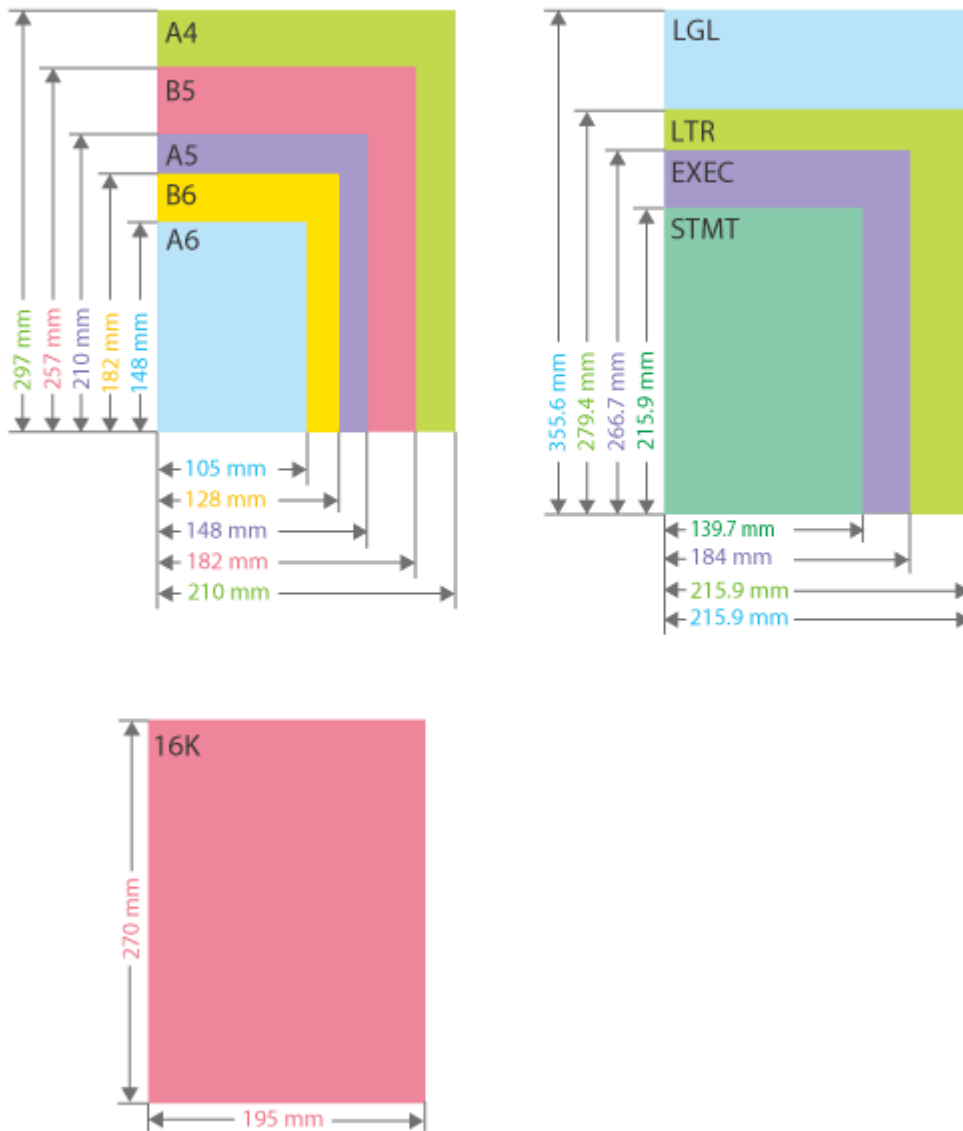 A4
B5
A5
B6
A6
297 mm
257 mm
210 mm
182 mm
148 mm
105 mm
128 mm
148 mm
182 mm
210 mm
LGL
LTR
EXEC
STMT
355.6 mm
279.4 mm
266.7 mm
215.9 mm
139.7 mm
184 mm
215.9 mm
215.9 mm
16K
270 mm
195 mm